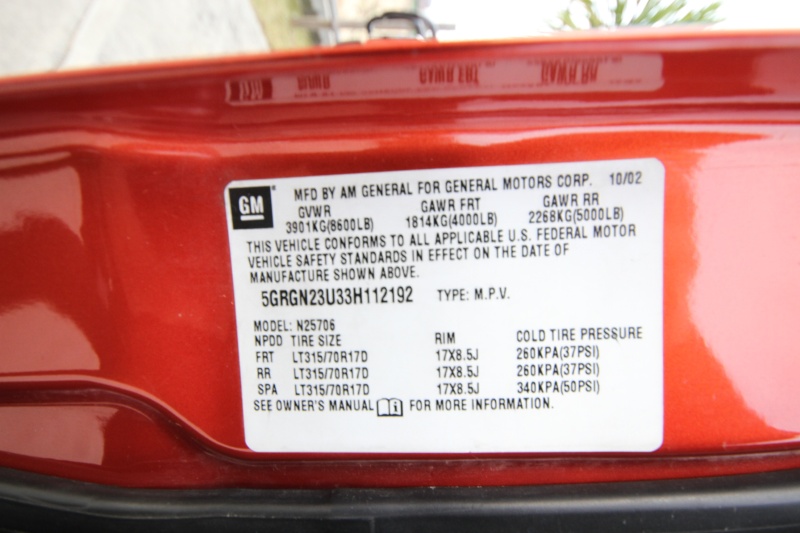 GM
MFD BY AM GENERAL FOR GENERAL MOTORS CORP. 10/02
GVWR GAWR FRT GAWR RR
3901KG(8600LB) 1814KG(4000LB) 2268KG(5000LB)
THIS VEHICLE CONFORMS TO ALL APPLICABLE U.S. FEDERAL MOTOR
VEHICLE SAFETY STANDARDS IN EFFECT ON THE DATE OF
MANUFACTURE SHOWN ABOVE.
5GRGN23U33H112192 TYPE: M.P.V.
MODEL: N25706
NPDD TIRE SIZE RIM COLD TIRE PRESSURE
FRT LT315/70R17D 17X8.5J 260KPA(37PSI)
RR LT315/70R17D 17X8.5J 260KPA(37PSI)
SPA LT315/70R17D 17X8.5J 340KPA(50PSI)
SEE OWNER'S MANUAL i FOR MORE INFORMATION.